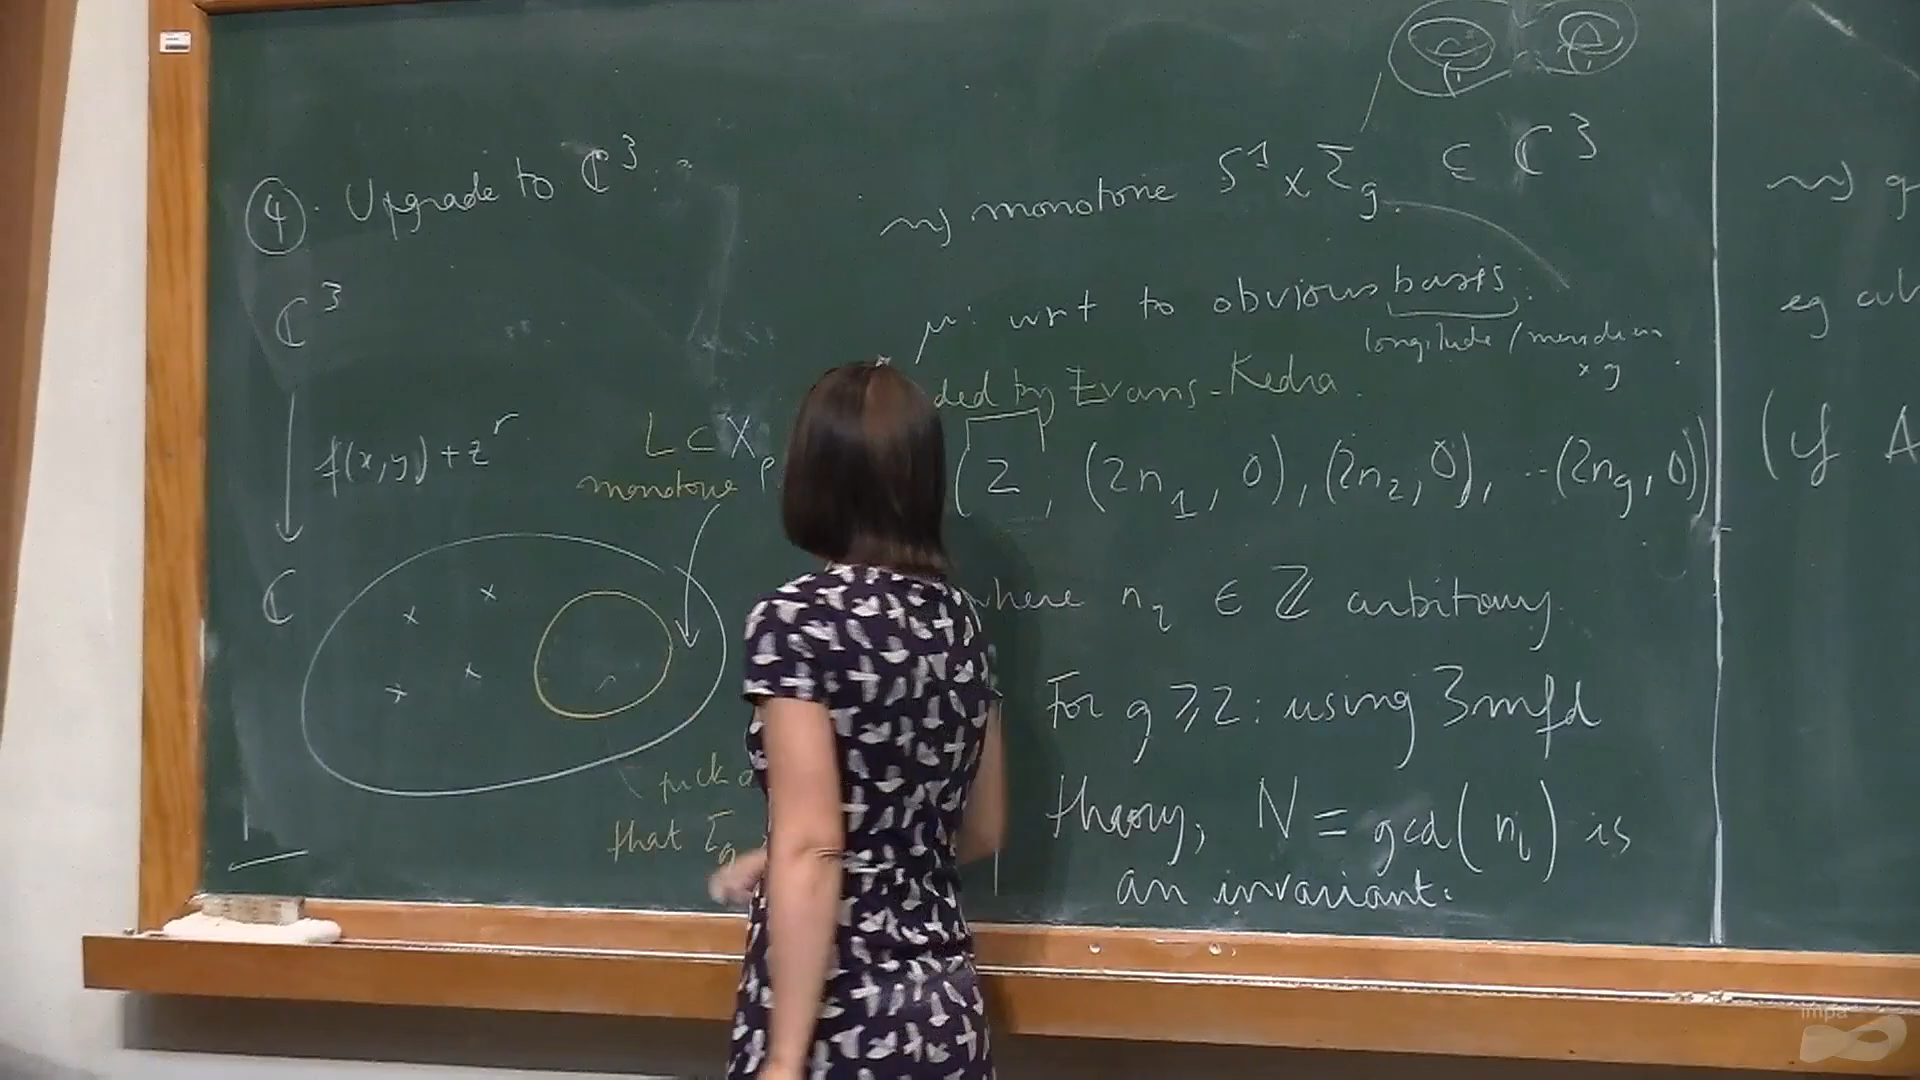 ④. Upgrade to ℂ³:
ℂ³
f(x,y) + z^r
ℂ
L ⊂ X
monotone
pick
that Σ_g
⇝ monotone S¹ × Σ_g. ⊂ ℂ³
μ: wrt to obvious basis:
longitude / meridian
× g
ded by Evans-Kedra.
(2, (2n₁, 0), (2n₂, 0), ··(2n_g, 0))
where n_i ∈ ℤ arbitrary
For g ≥ 2: using 3mfd
theory, N = gcd(n_i) is
an invariant.
⇝
eg
(if A
impa